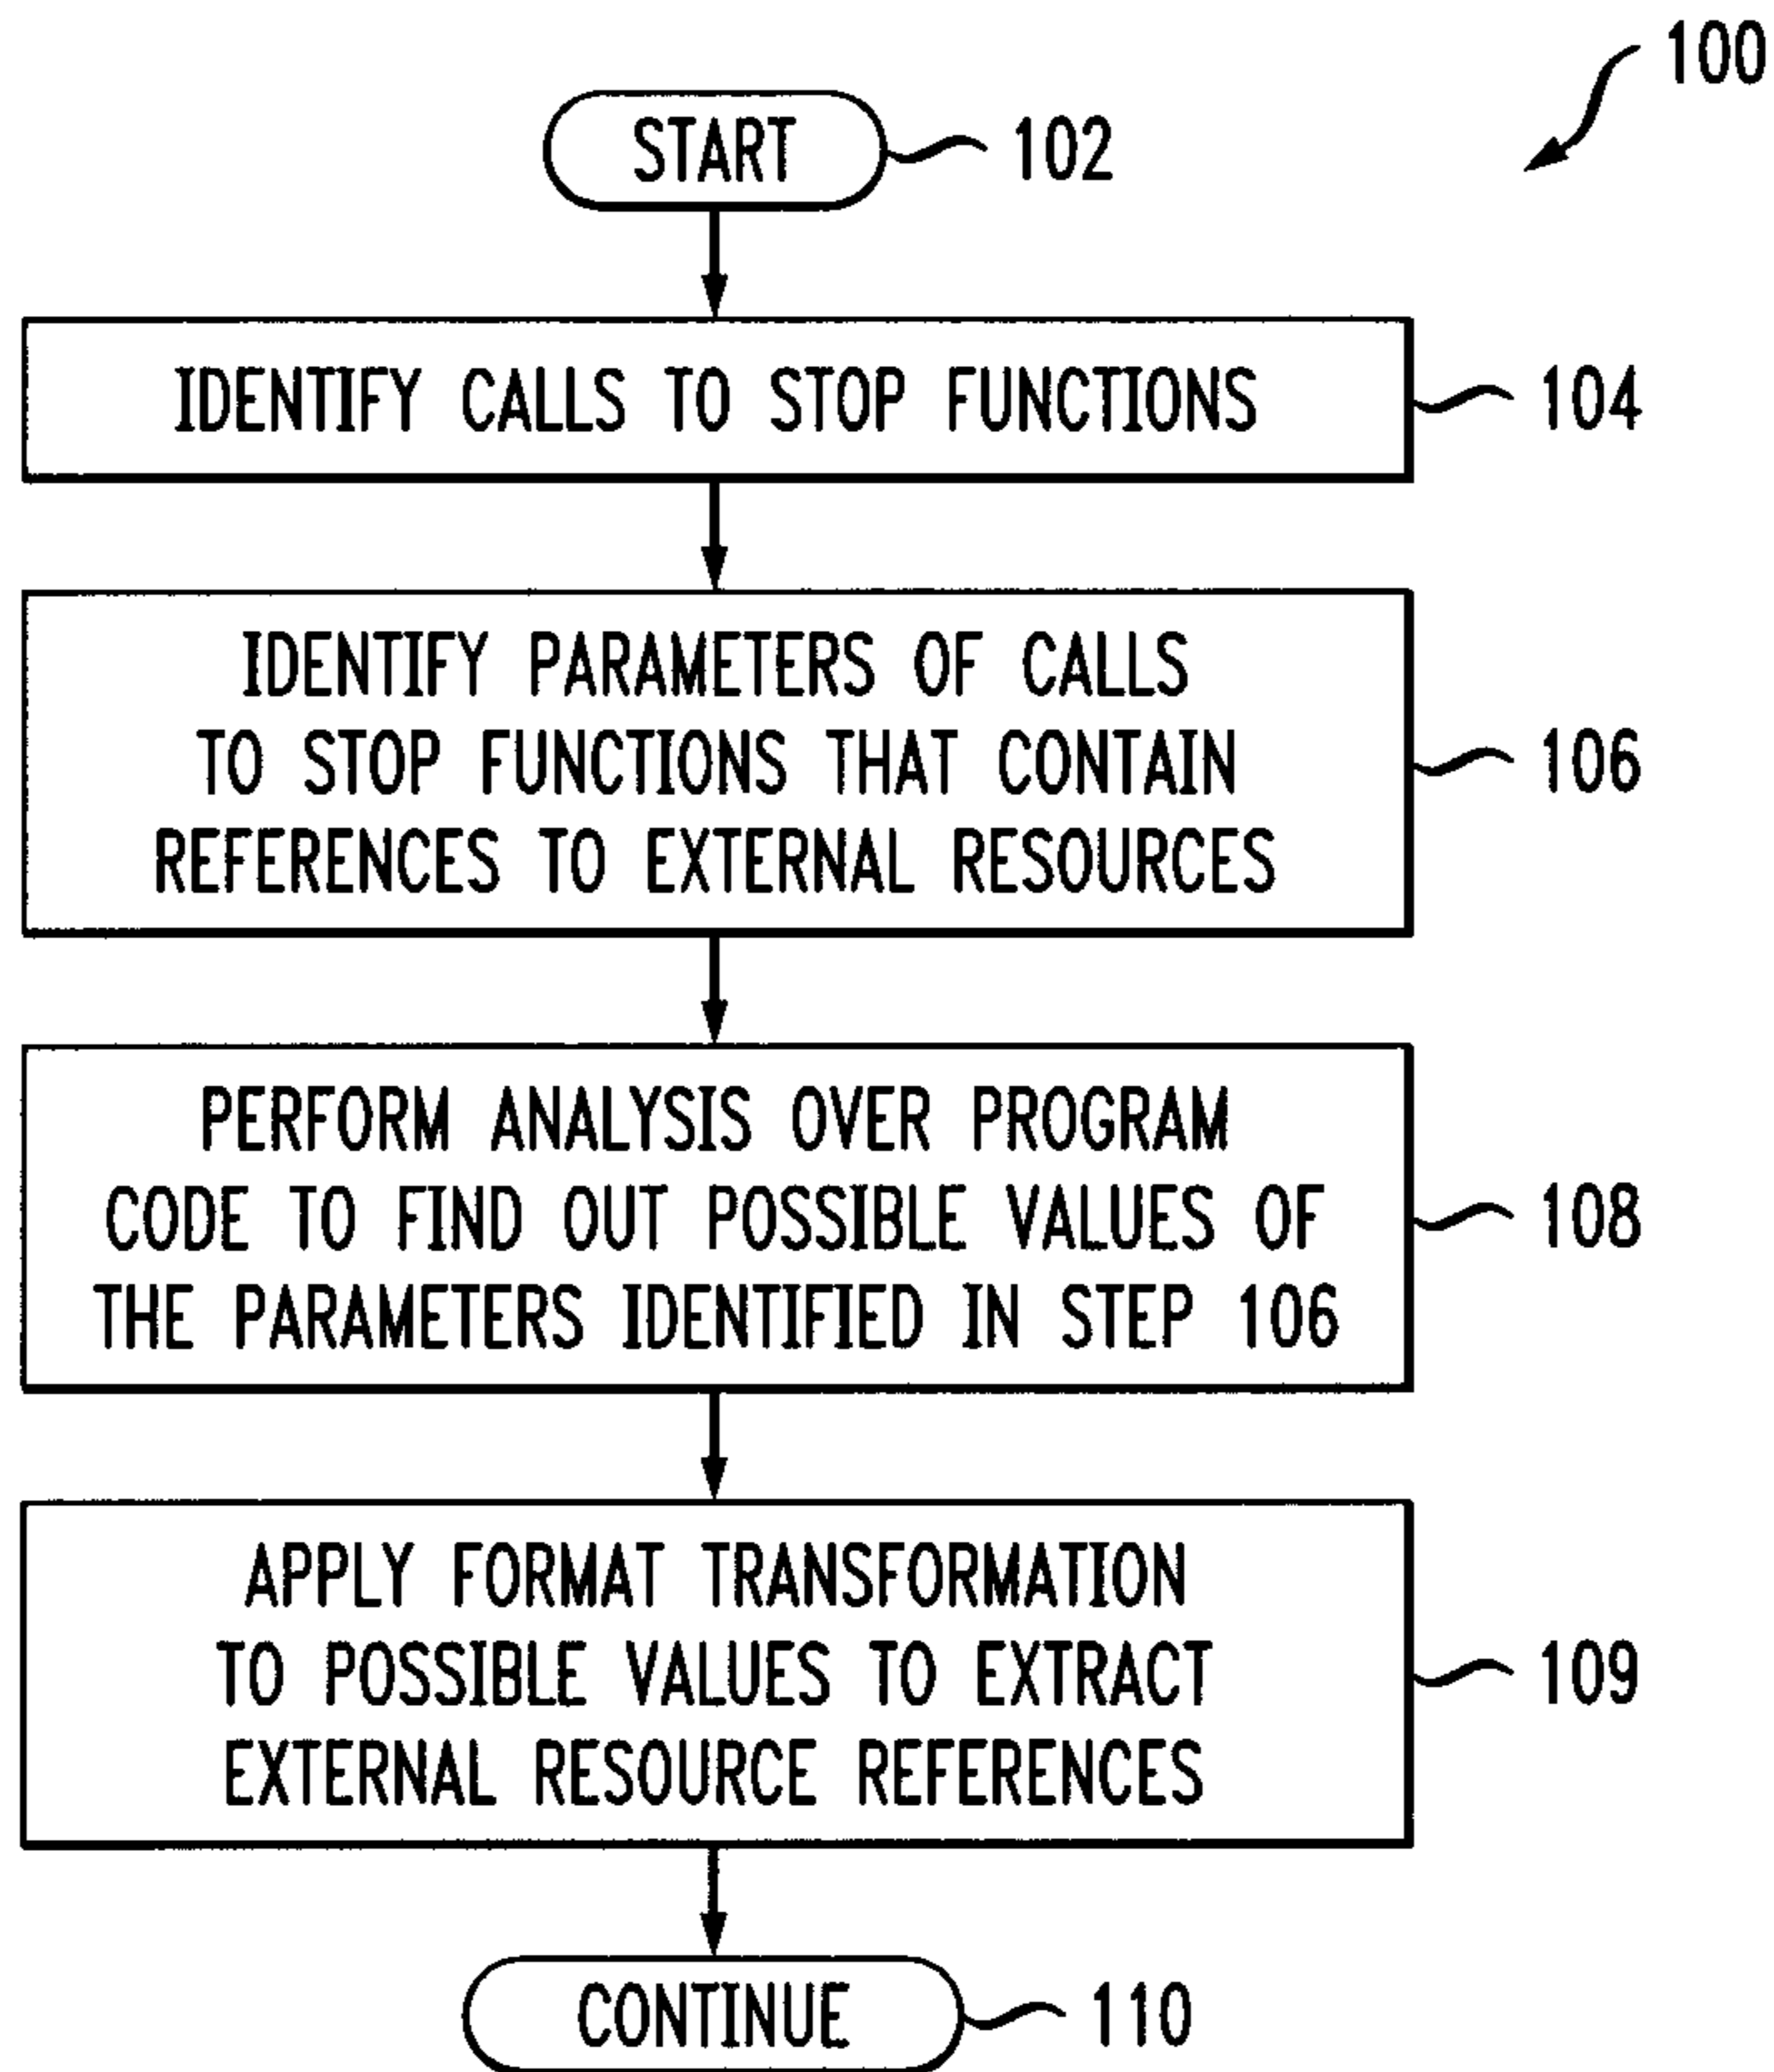 100
START
102
IDENTIFY CALLS TO STOP FUNCTIONS
104
IDENTIFY PARAMETERS OF CALLS
TO STOP FUNCTIONS THAT CONTAIN
REFERENCES TO EXTERNAL RESOURCES
106
PERFORM ANALYSIS OVER PROGRAM
CODE TO FIND OUT POSSIBLE VALUES OF
THE PARAMETERS IDENTIFIED IN STEP 106
108
APPLY FORMAT TRANSFORMATION
TO POSSIBLE VALUES TO EXTRACT
EXTERNAL RESOURCE REFERENCES
109
CONTINUE
110